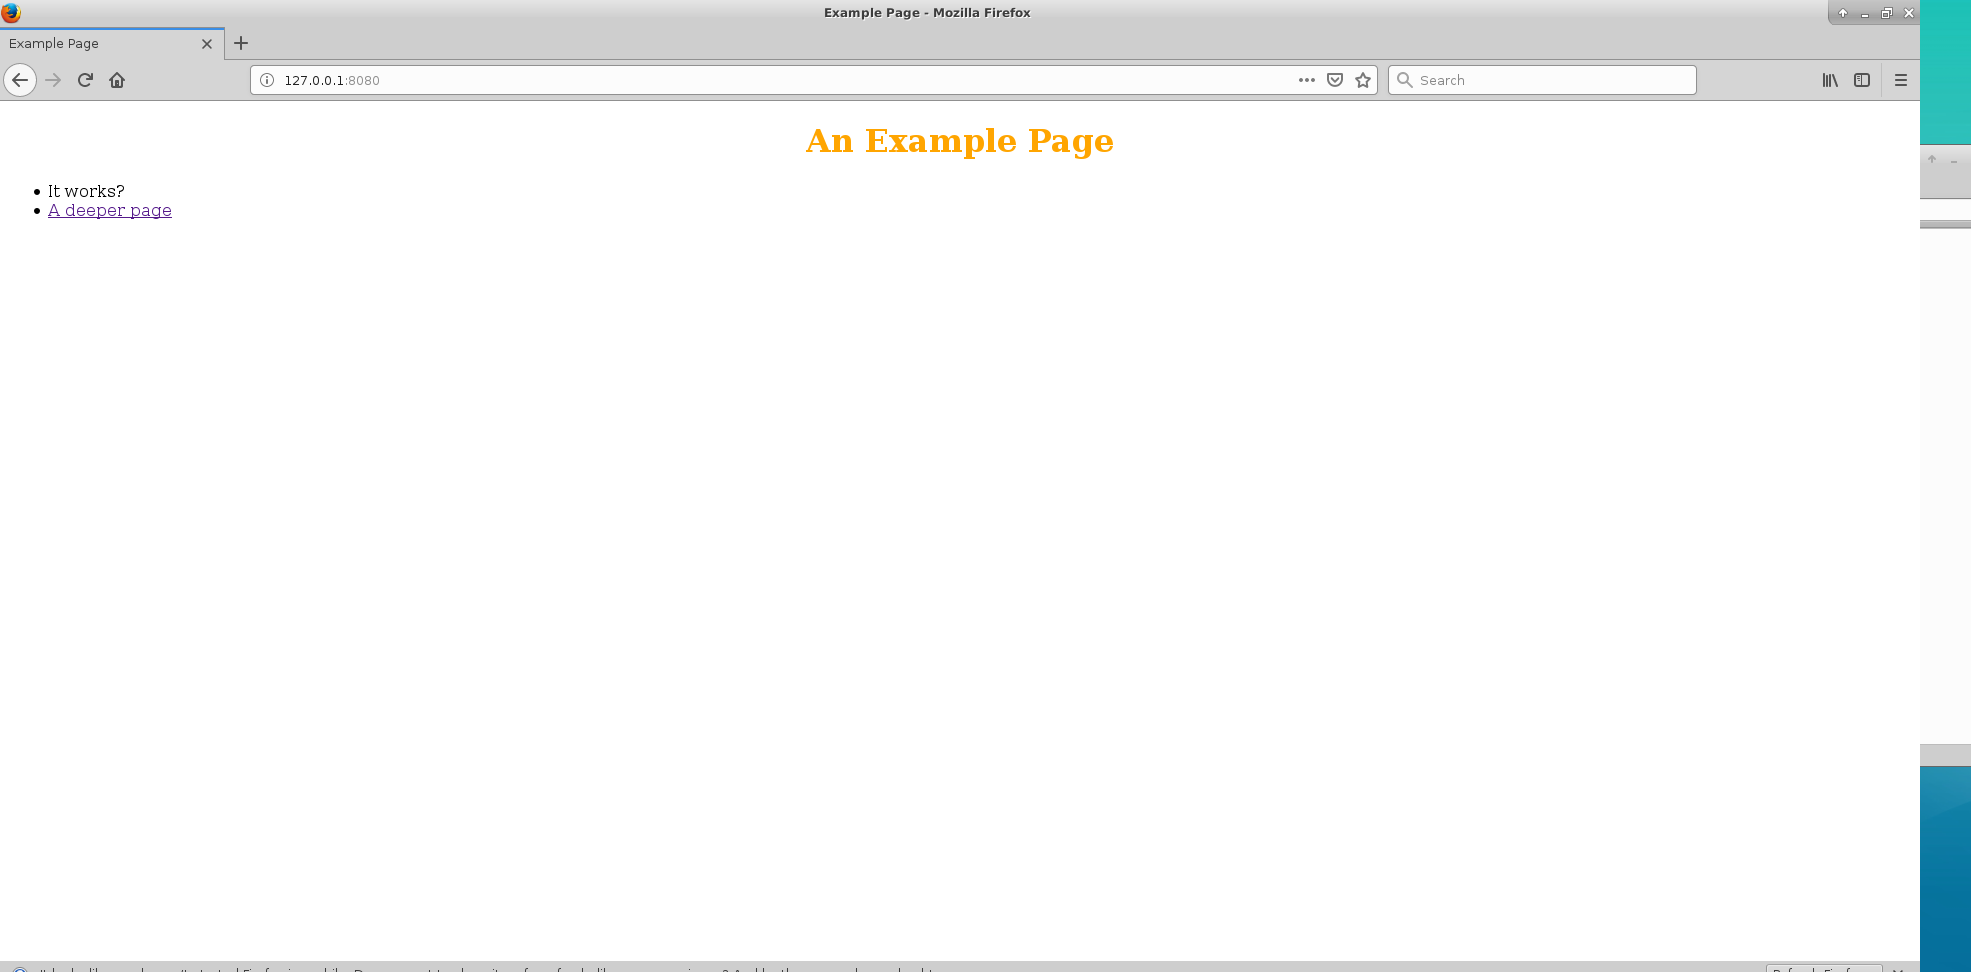 Example Page - Mozilla Firefox
Example Page
127.0.0.1:8080
Search
An Example Page
It works?
A deeper page